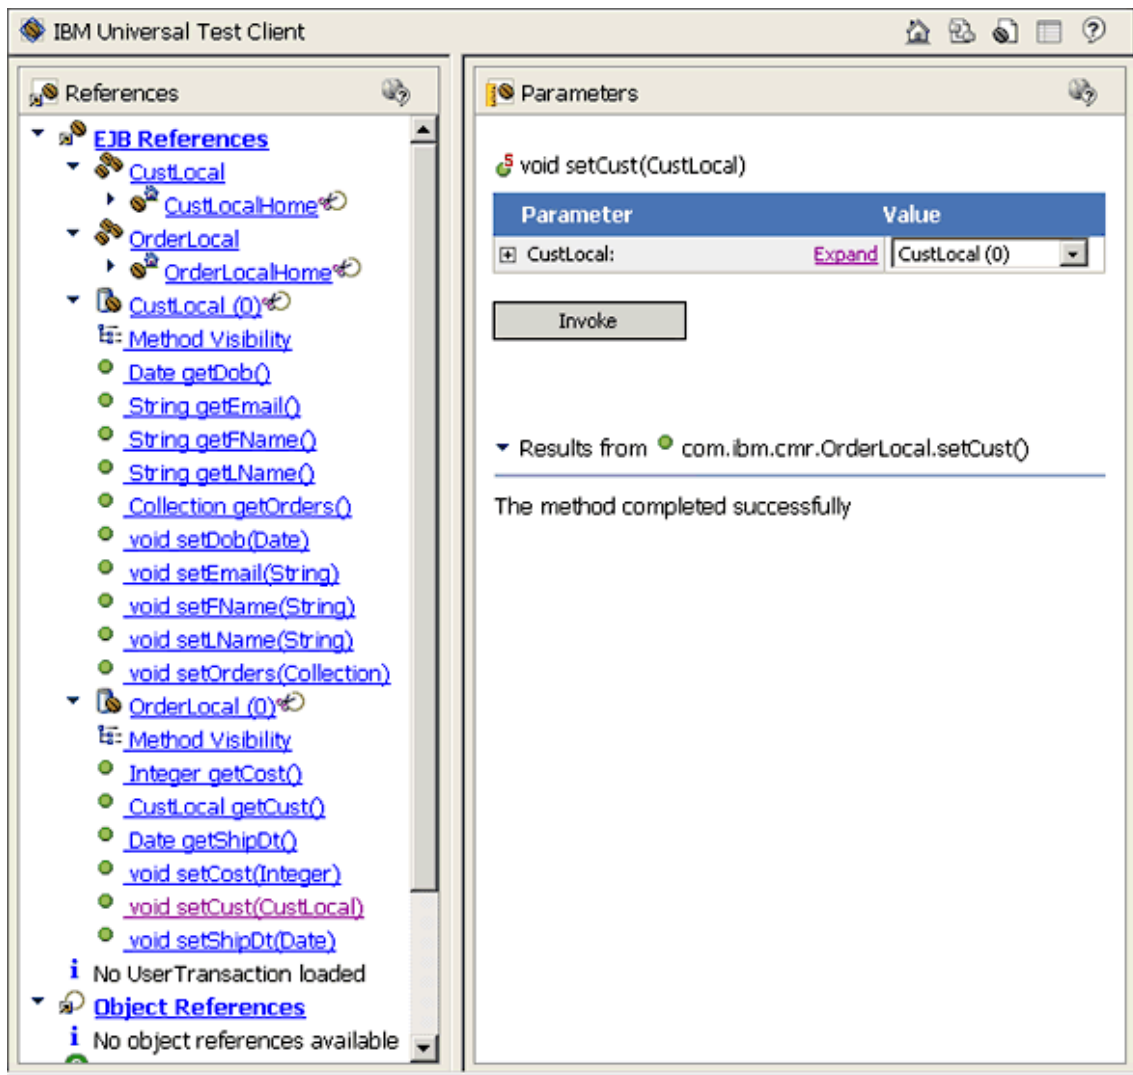 IBM Universal Test Client
References
EJB References
CustLocal
CustLocalHome
OrderLocal
OrderLocalHome
CustLocal (0)
Method Visibility
Date getDob()
String getEmail()
String getFName()
String getLName()
Collection getOrders()
void setDob(Date)
void setEmail(String)
void setFName(String)
void setLName(String)
void setOrders(Collection)
OrderLocal (0)
Method Visibility
Integer getCost()
CustLocal getCust()
Date getShipDt()
void setCost(Integer)
void setCust(CustLocal)
void setShipDt(Date)
No UserTransaction loaded
Object References
No object references available
Parameters
void setCust(CustLocal)
Parameter Value
CustLocal: Expand CustLocal (0)
Invoke
Results from com.ibm.cmr.OrderLocal.setCust()
The method completed successfully